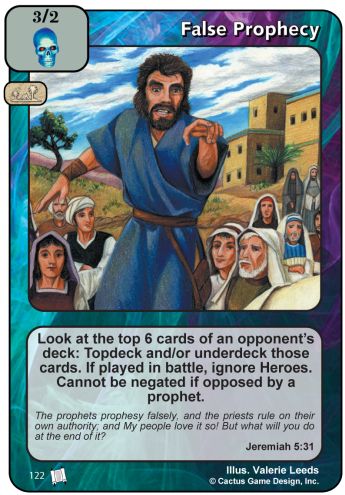 3/2
False Prophecy
Look at the top 6 cards of an opponent's
deck: Topdeck and/or underdeck those
cards. If played in battle, ignore Heroes.
Cannot be negated if opposed by a
prophet.
The prophets prophesy falsely, and the priests rule on their
own authority; and My people love it so! But what will you do
at the end of it?
Jeremiah 5:31
Illus. Valerie Leeds
122
© Cactus Game Design, Inc.